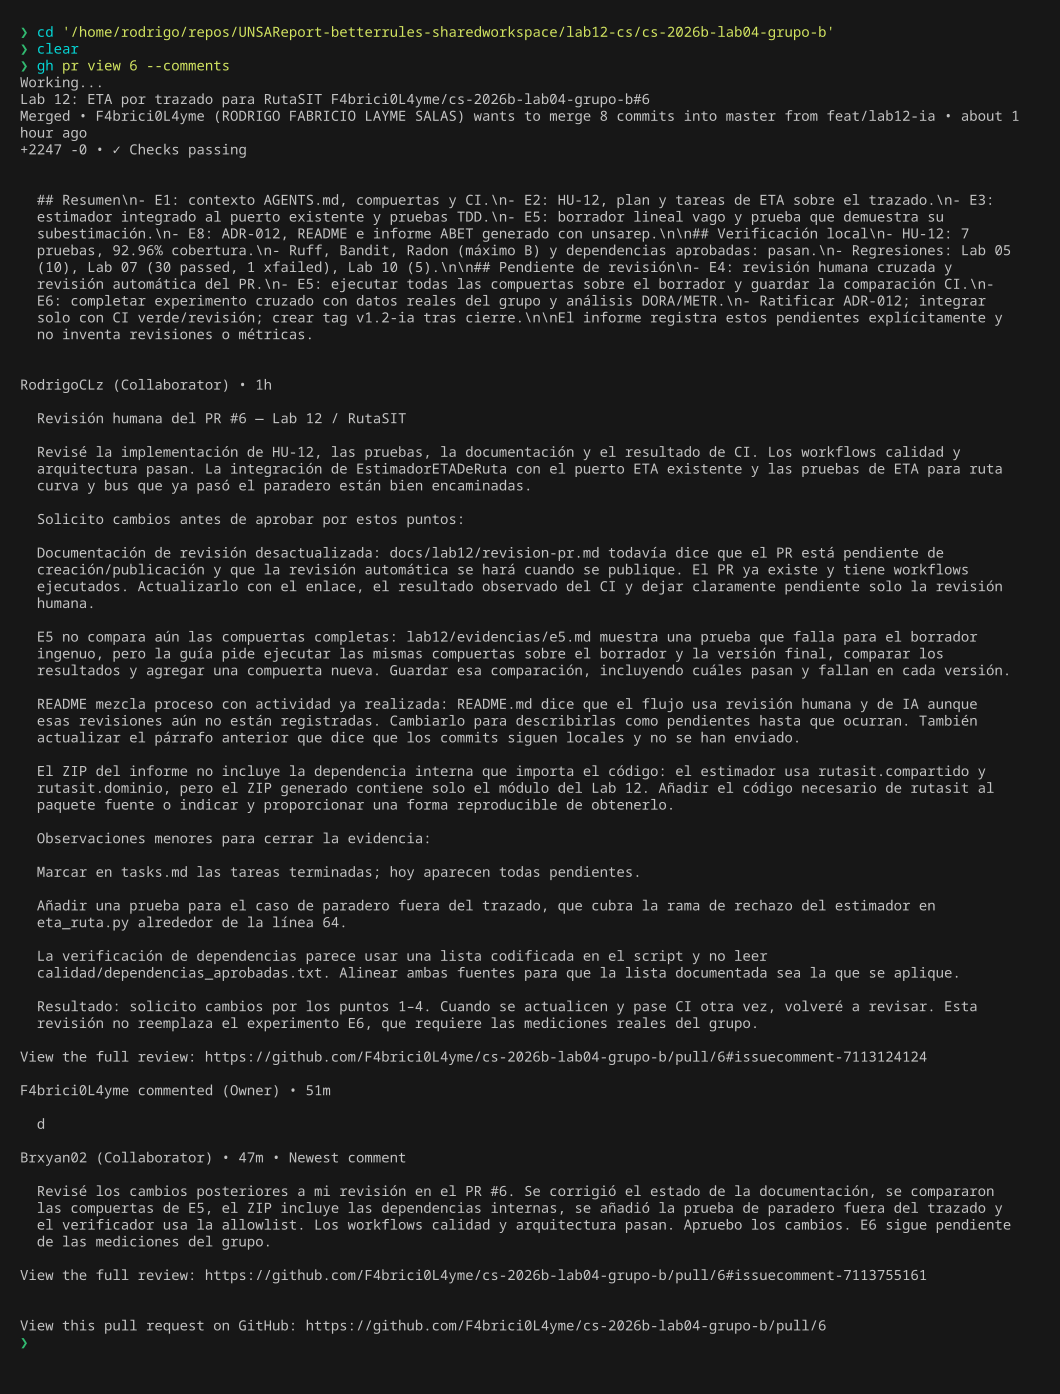 ❯ cd '/home/rodrigo/repos/UNSAReport-betterrules-sharedworkspace/lab12-cs/cs-2026b-lab04-grupo-b'
❯ clear
❯ gh pr view 6 --comments
Working...
Lab 12: ETA por trazado para RutaSIT F4brici0L4yme/cs-2026b-lab04-grupo-b#6
Merged • F4brici0L4yme (RODRIGO FABRICIO LAYME SALAS) wants to merge 8 commits into master from feat/lab12-ia • about 1
hour ago
+2247 -0 • ✓ Checks passing
## Resumen\n- E1: contexto AGENTS.md, compuertas y CI.\n- E2: HU-12, plan y tareas de ETA sobre el trazado.\n- E3:
estimador integrado al puerto existente y pruebas TDD.\n- E5: borrador lineal vago y prueba que demuestra su
subestimación.\n- E8: ADR-012, README e informe ABET generado con unsarep.\n\n## Verificación local\n- HU-12: 7
pruebas, 92.96% cobertura.\n- Ruff, Bandit, Radon (máximo B) y dependencias aprobadas: pasan.\n- Regresiones: Lab 05
(10), Lab 07 (30 passed, 1 xfailed), Lab 10 (5).\n\n## Pendiente de revisión\n- E4: revisión humana cruzada y
revisión automática del PR.\n- E5: ejecutar todas las compuertas sobre el borrador y guardar la comparación CI.\n-
E6: completar experimento cruzado con datos reales del grupo y análisis DORA/METR.\n- Ratificar ADR-012; integrar
solo con CI verde/revisión; crear tag v1.2-ia tras cierre.\n\nEl informe registra estos pendientes explícitamente y
no inventa revisiones o métricas.
RodrigoCLz (Collaborator) • 1h
Revisión humana del PR #6 — Lab 12 / RutaSIT
Revisé la implementación de HU-12, las pruebas, la documentación y el resultado de CI. Los workflows calidad y
arquitectura pasan. La integración de EstimadorETADeRuta con el puerto ETA existente y las pruebas de ETA para ruta
curva y bus que ya pasó el paradero están bien encaminadas.
Solicito cambios antes de aprobar por estos puntos:
Documentación de revisión desactualizada: docs/lab12/revision-pr.md todavía dice que el PR está pendiente de
creación/publicación y que la revisión automática se hará cuando se publique. El PR ya existe y tiene workflows
ejecutados. Actualizarlo con el enlace, el resultado observado del CI y dejar claramente pendiente solo la revisión
humana.
E5 no compara aún las compuertas completas: lab12/evidencias/e5.md muestra una prueba que falla para el borrador
ingenuo, pero la guía pide ejecutar las mismas compuertas sobre el borrador y la versión final, comparar los
resultados y agregar una compuerta nueva. Guardar esa comparación, incluyendo cuáles pasan y fallan en cada versión.
README mezcla proceso con actividad ya realizada: README.md dice que el flujo usa revisión humana y de IA aunque
esas revisiones aún no están registradas. Cambiarlo para describirlas como pendientes hasta que ocurran. También
actualizar el párrafo anterior que dice que los commits siguen locales y no se han enviado.
El ZIP del informe no incluye la dependencia interna que importa el código: el estimador usa rutasit.compartido y
rutasit.dominio, pero el ZIP generado contiene solo el módulo del Lab 12. Añadir el código necesario de rutasit al
paquete fuente o indicar y proporcionar una forma reproducible de obtenerlo.
Observaciones menores para cerrar la evidencia:
Marcar en tasks.md las tareas terminadas; hoy aparecen todas pendientes.
Añadir una prueba para el caso de paradero fuera del trazado, que cubra la rama de rechazo del estimador en
eta_ruta.py alrededor de la línea 64.
La verificación de dependencias parece usar una lista codificada en el script y no leer
calidad/dependencias_aprobadas.txt. Alinear ambas fuentes para que la lista documentada sea la que se aplique.
Resultado: solicito cambios por los puntos 1–4. Cuando se actualicen y pase CI otra vez, volveré a revisar. Esta
revisión no reemplaza el experimento E6, que requiere las mediciones reales del grupo.
View the full review: https://github.com/F4brici0L4yme/cs-2026b-lab04-grupo-b/pull/6#issuecomment-7113124124
F4brici0L4yme commented (Owner) • 51m
d
Brxyan02 (Collaborator) • 47m • Newest comment
Revisé los cambios posteriores a mi revisión en el PR #6. Se corrigió el estado de la documentación, se compararon
las compuertas de E5, el ZIP incluye las dependencias internas, se añadió la prueba de paradero fuera del trazado y
el verificador usa la allowlist. Los workflows calidad y arquitectura pasan. Apruebo los cambios. E6 sigue pendiente
de las mediciones del grupo.
View the full review: https://github.com/F4brici0L4yme/cs-2026b-lab04-grupo-b/pull/6#issuecomment-7113755161
View this pull request on GitHub: https://github.com/F4brici0L4yme/cs-2026b-lab04-grupo-b/pull/6
❯